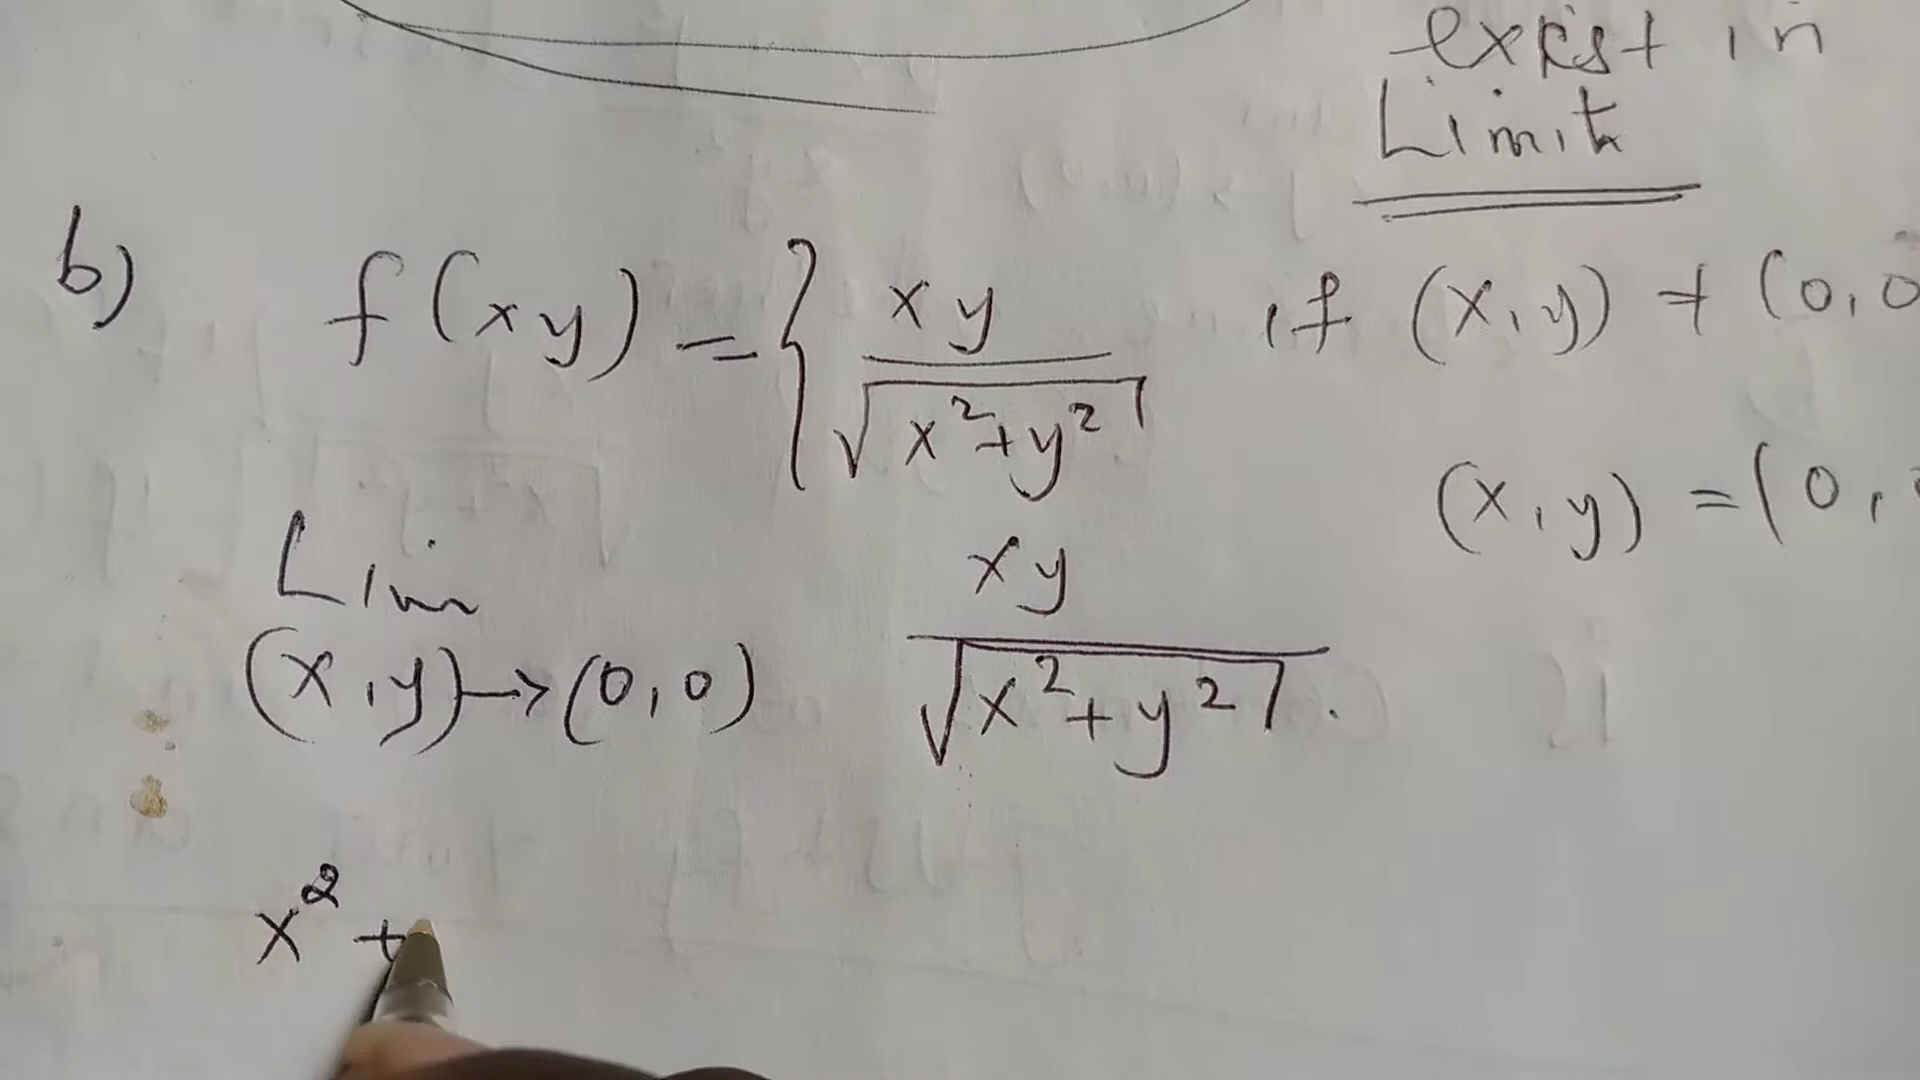 exist in
Limit
b) f(xy) = { xy / √x²+y² if (x,y) ≠ (0,0
(x,y) = (0,
Lim (x,y)→(0,0) xy / √x²+y² .
x² +